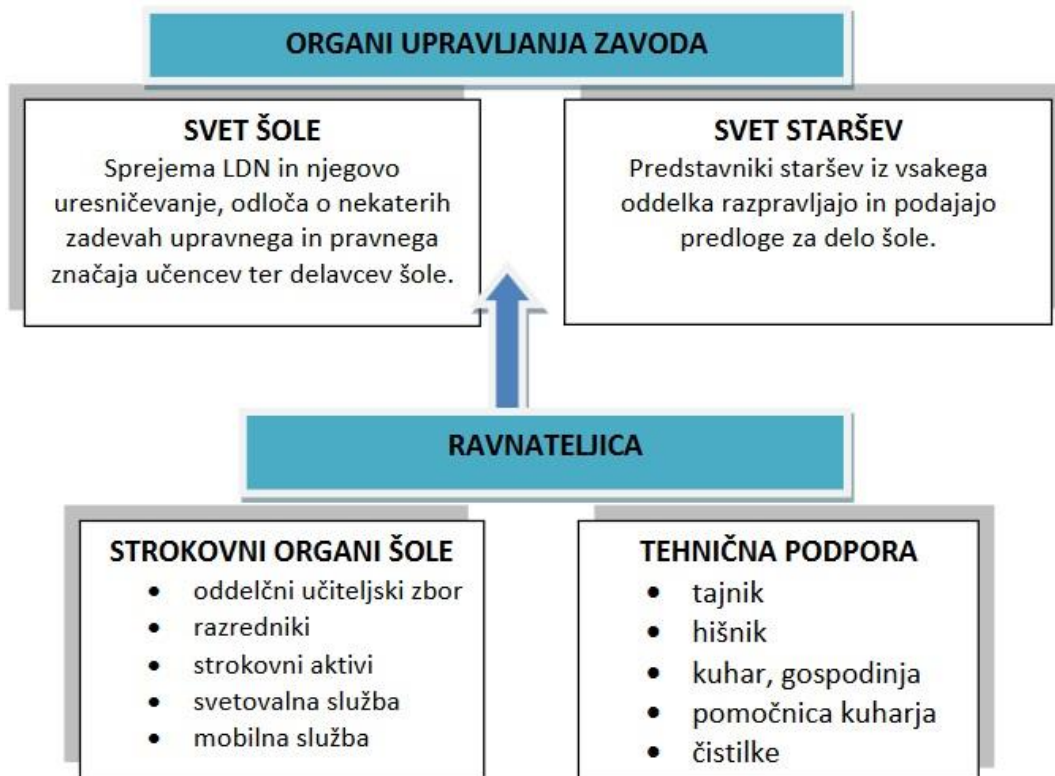 ORGANI UPRAVLJANJA ZAVODA
SVET ŠOLE
Sprejema LDN in njegovo
uresničevanje, odloča o nekaterih
zadevah upravnega in pravnega
značaja učencev ter delavcev šole.
SVET STARŠEV
Predstavniki staršev iz vsakega
oddelka razpravljajo in podajajo
predloge za delo šole.
RAVNATELJICA
STROKOVNI ORGANI ŠOLE
• oddelčni učiteljski zbor
• razredniki
• strokovni aktivi
• svetovalna služba
• mobilna služba
TEHNIČNA PODPORA
• tajnik
• hišnik
• kuhar, gospodinja
• pomočnica kuharja
• čistilke